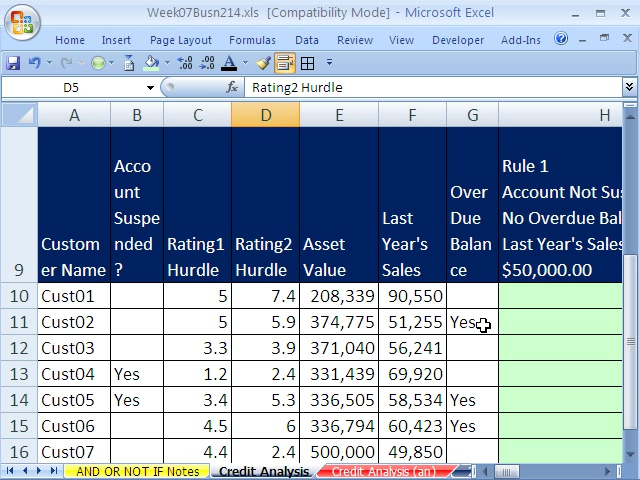 Week07Busn214.xls [Compatibility Mode] - Microsoft Excel
Home Insert Page Layout Formulas Data Review View Developer Add-Ins
D5 fx Rating2 Hurdle
A B C D E F G H
9
Custom
er Name
Acco
unt
Suspe
nded
?
Rating1
Hurdle
Rating2
Hurdle
Asset
Value
Last
Year's
Sales
Over
Due
Balan
ce
Rule 1
Account Not Su
No Overdue Bal
Last Year's Sales
$50,000.00
10 Cust01 5 7.4 208,339 90,550
11 Cust02 5 5.9 374,775 51,255 Yes
12 Cust03 3.3 3.9 371,040 56,241
13 Cust04 Yes 1.2 2.4 331,439 69,920
14 Cust05 Yes 3.4 5.3 336,505 58,534 Yes
15 Cust06 4.5 6 336,794 60,423 Yes
16 Cust07 4.4 2.4 500,000 49,850
AND OR NOT IF Notes Credit Analysis Credit Analysis (an)